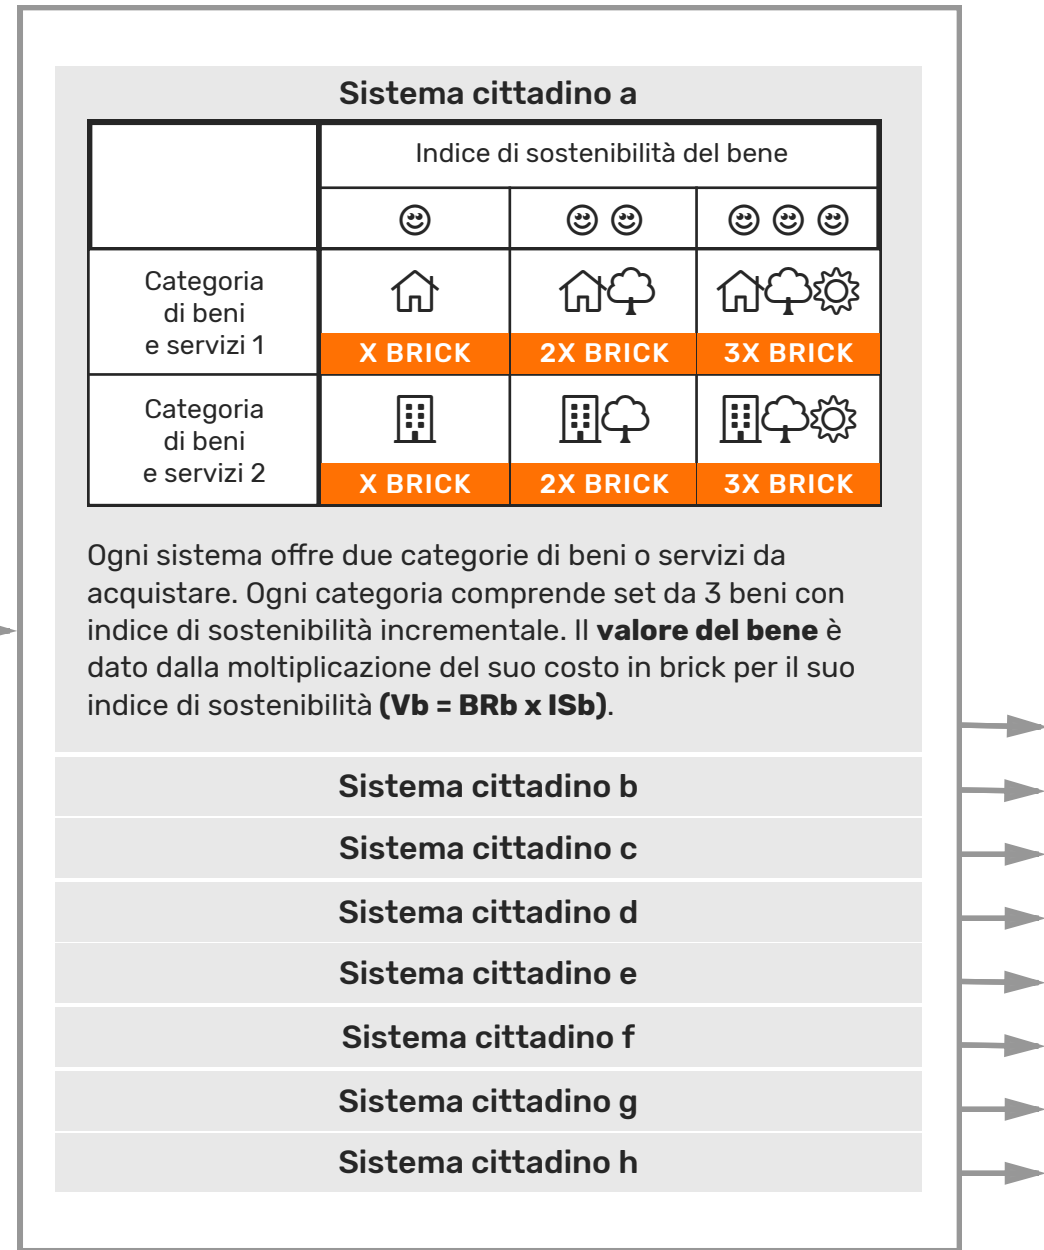 Sistema cittadino a
Indice di sostenibilità del bene
Categoria
di beni
e servizi 1
X BRICK
2X BRICK
3X BRICK
Categoria
di beni
e servizi 2
X BRICK
2X BRICK
3X BRICK
Ogni sistema offre due categorie di beni o servizi da
acquistare. Ogni categoria comprende set da 3 beni con
indice di sostenibilità incrementale. Il valore del bene è
dato dalla moltiplicazione del suo costo in brick per il suo
indice di sostenibilità (Vb = BRb x ISb).
Sistema cittadino b
Sistema cittadino c
Sistema cittadino d
Sistema cittadino e
Sistema cittadino f
Sistema cittadino g
Sistema cittadino h